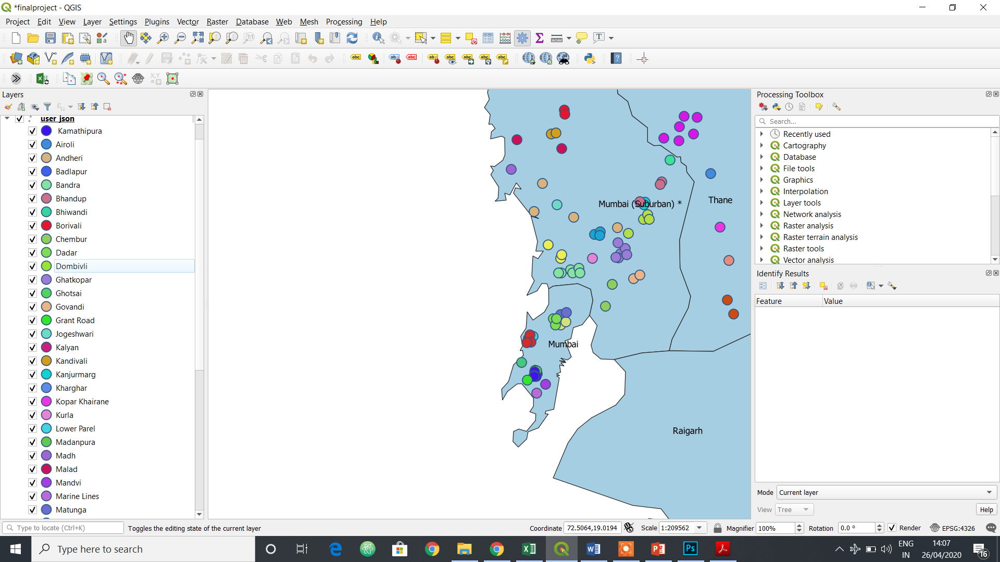 *finalproject - QGIS
Project Edit View Layer Settings Plugins Vector Raster Database Web Mesh Processing Help
Layers
user json
Kamathipura
Airoli
Andheri
Badlapur
Bandra
Bhandup
Bhiwandi
Borivali
Chembur
Dadar
Dombivli
Ghatkopar
Ghotsai
Govandi
Grant Road
Jogeshwari
Kalyan
Kandivali
Kanjurmarg
Kharghar
Kopar Khairane
Kurla
Lower Parel
Madanpura
Madh
Malad
Mandvi
Marine Lines
Matunga
Mumbai (Suburban) *
Thane
Mumbai
Raigarh
Processing Toolbox
Search...
Recently used
Cartography
Database
File tools
Graphics
Interpolation
Layer tools
Network analysis
Raster analysis
Raster terrain analysis
Raster tools
Vector analysis
Identify Results
Feature Value
Mode Current layer
View Tree Help
Type to locate (Ctrl+K) Toggles the editing state of the current layer Coordinate 72.5064,19.0194 Scale 1:209562 Magnifier 100% Rotation 0.0 ° Render EPSG:4326
Type here to search
ENG
IN
14:07
26/04/2020
16